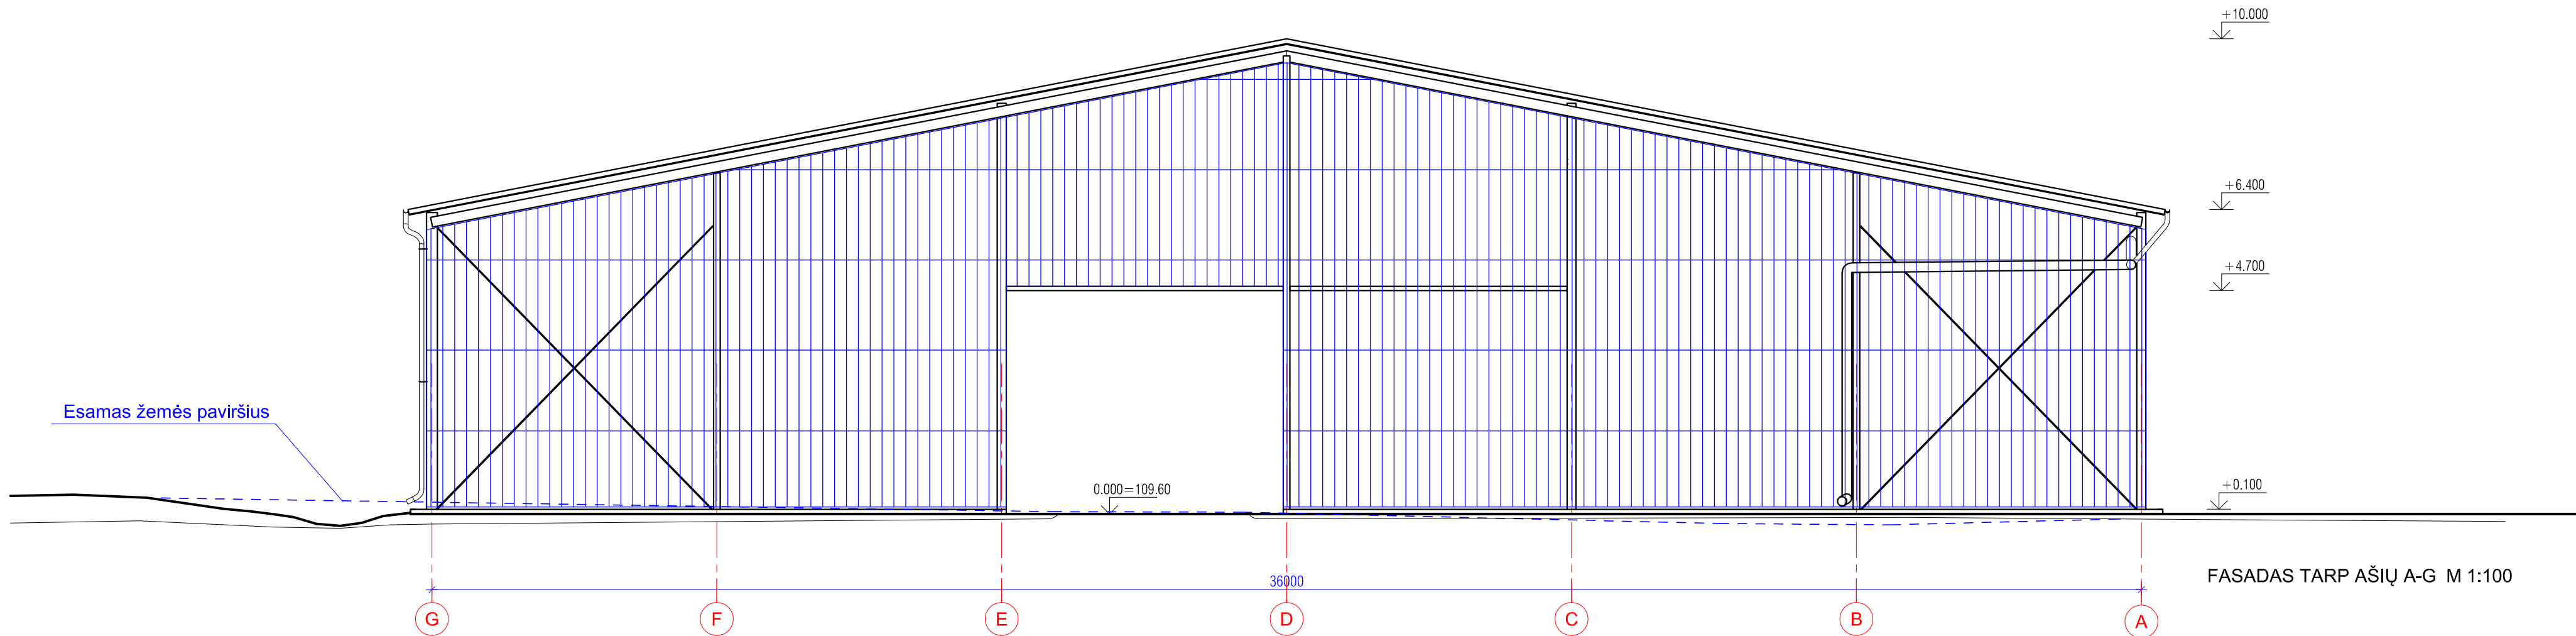 +10.000
+6.400
+4.700
Esamas žemės paviršius
0.000=109.60
+0.100
36000
FASADAS TARP AŠIŲ A-G M 1:100
G
F
E
D
C
B
A